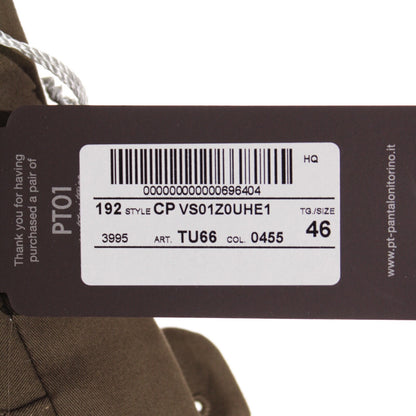 Thank you for having
purchased a pair of
PT01
HQ
000000000000696404
192 STYLE CP VS01Z0UHE1
TG./SIZE
3995 ART. TU66 COL. 0455 46
www.pt-pantalonitorino.it